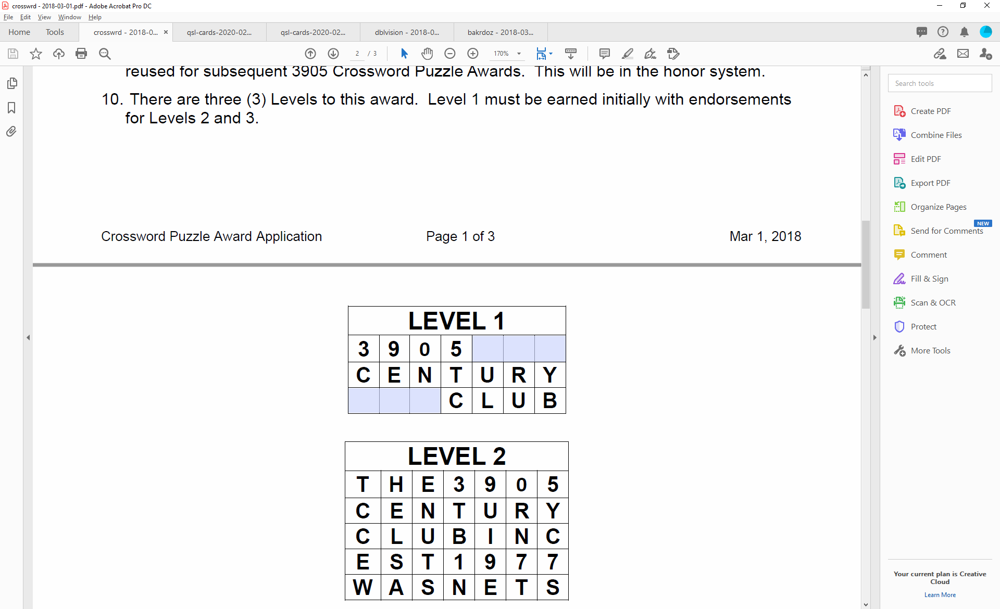 crosswrd - 2018-03-01.pdf - Adobe Acrobat Pro DC
File Edit View Window Help
Home Tools crosswrd - 2018-0... × qsl-cards-2020-02... qsl-cards-2020-02... dblvision - 2018-0... bakrdoz - 2018-03...
2 / 3 170%
reused for subsequent 3905 Crossword Puzzle Awards. This will be in the honor system.
10. There are three (3) Levels to this award. Level 1 must be earned initially with endorsements
for Levels 2 and 3.
Crossword Puzzle Award Application Page 1 of 3 Mar 1, 2018
LEVEL 1
3 9 0 5
C E N T U R Y
C L U B
LEVEL 2
T H E 3 9 0 5
C E N T U R Y
C L U B I N C
E S T 1 9 7 7
W A S N E T S
Search tools
Create PDF
Combine Files
Edit PDF
Export PDF
Organize Pages
NEW
Send for Comments
Comment
Fill & Sign
Scan & OCR
Protect
More Tools
Your current plan is Creative
Cloud
Learn More